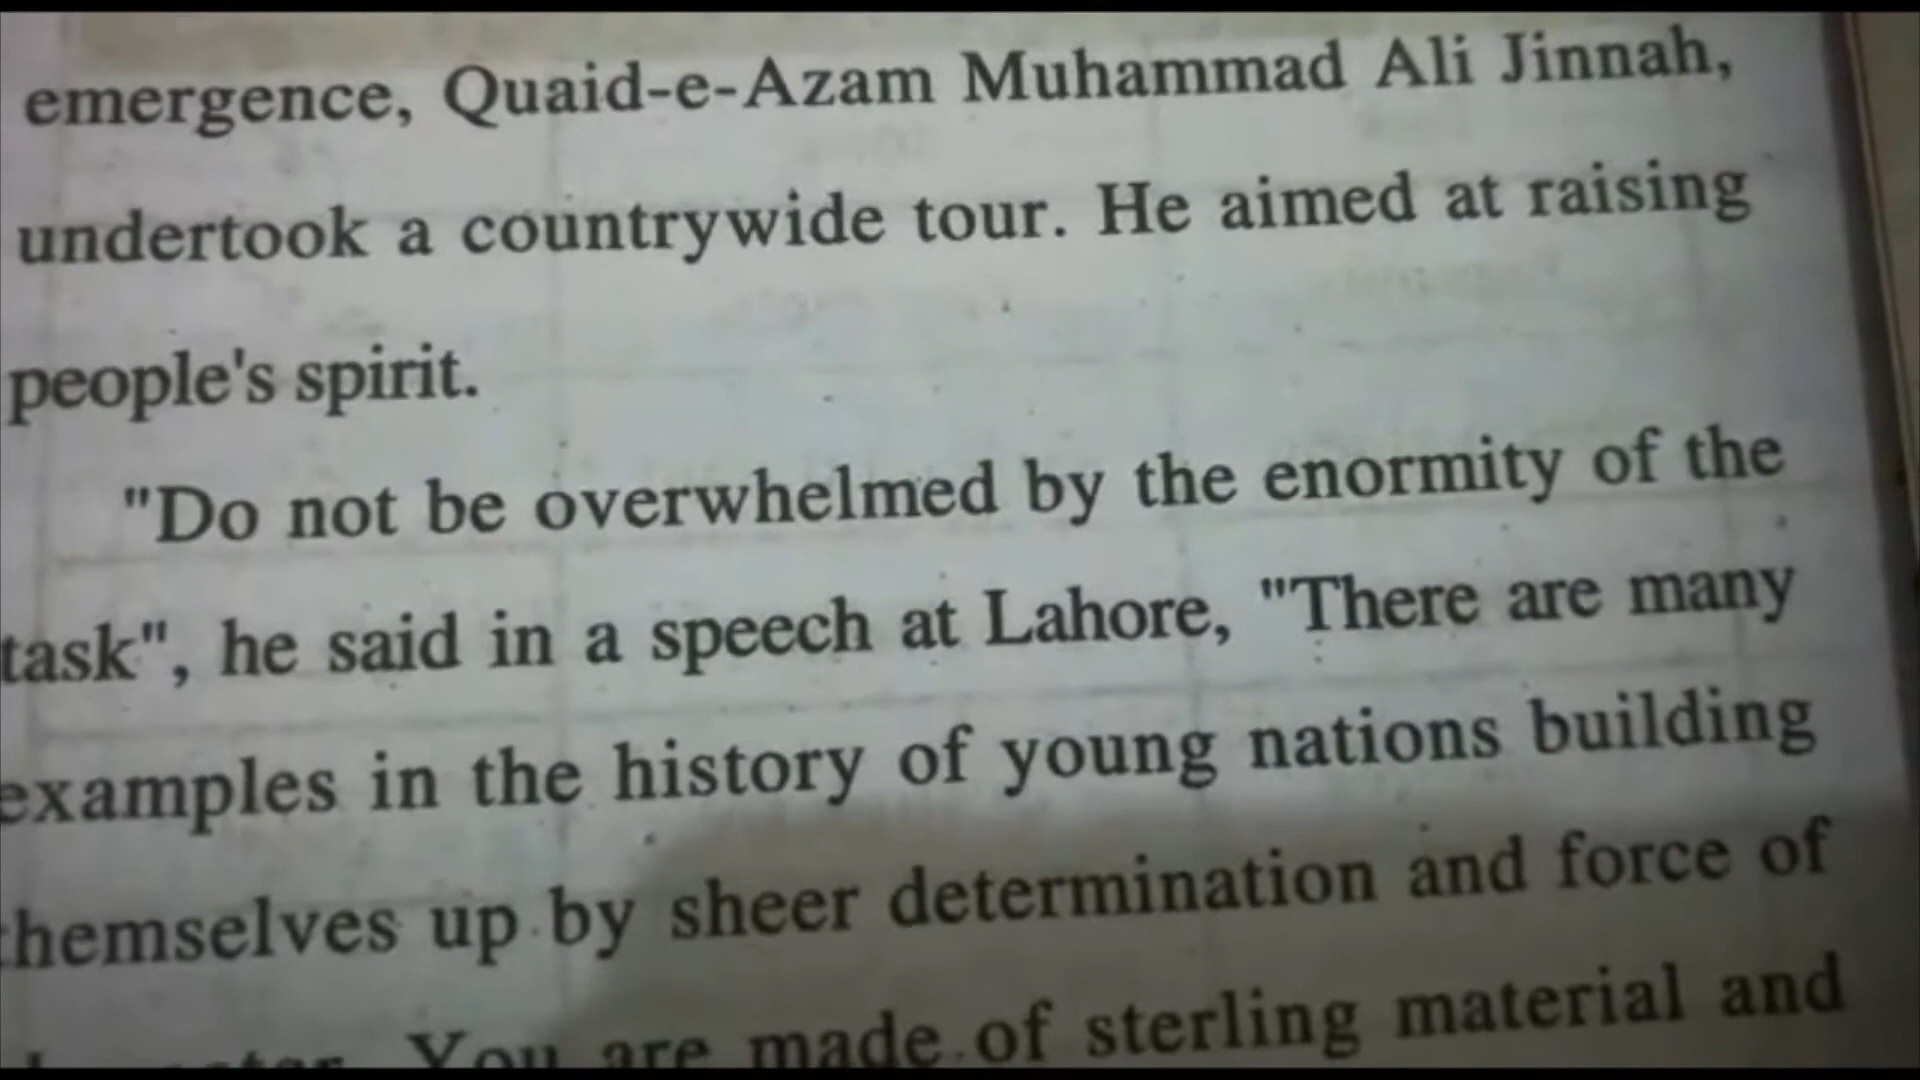 emergence, Quaid-e-Azam Muhammad Ali Jinnah,
undertook a countrywide tour. He aimed at raising
people's spirit.
"Do not be overwhelmed by the enormity of the
task", he said in a speech at Lahore, "There are many
examples in the history of young nations building
themselves up by sheer determination and force of
You are made of sterling material and